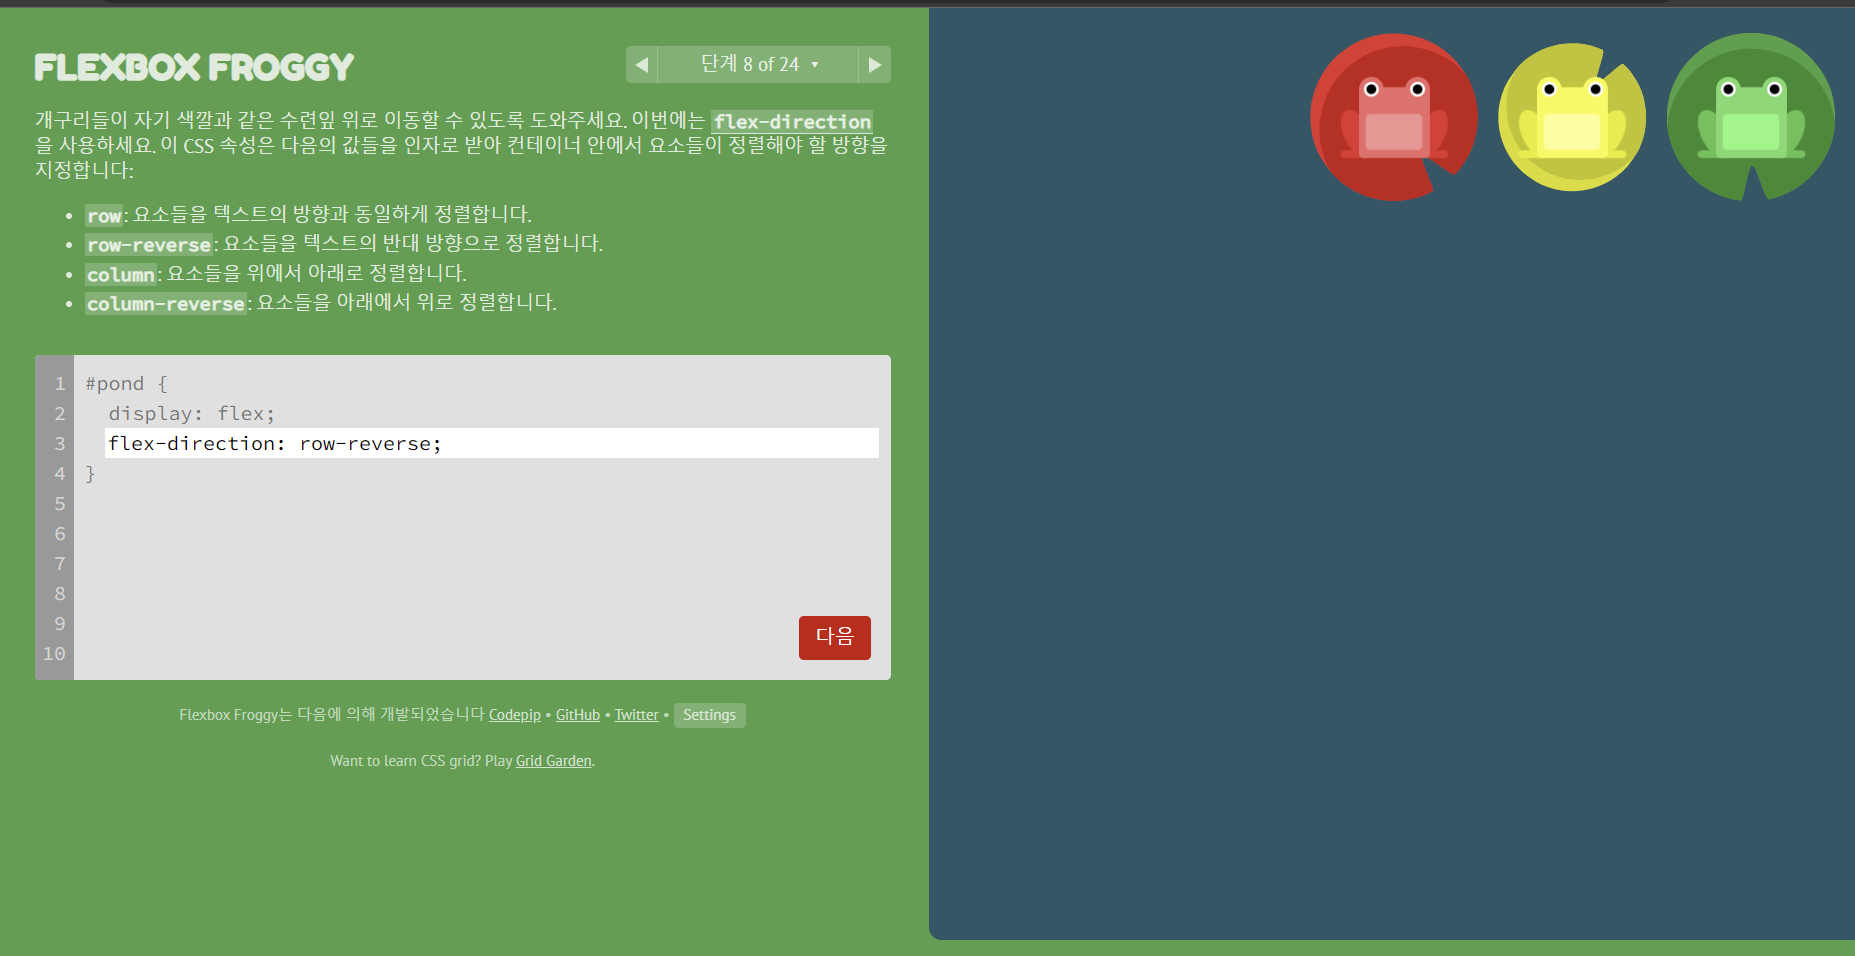 FLEXBOX FROGGY
◀ 단계 8 of 24 ▼ ▶
개구리들이 자기 색깔과 같은 수련잎 위로 이동할 수 있도록 도와주세요. 이번에는 flex-direction
을 사용하세요. 이 CSS 속성은 다음의 값들을 인자로 받아 컨테이너 안에서 요소들이 정렬해야 할 방향을
지정합니다:
• row: 요소들을 텍스트의 방향과 동일하게 정렬합니다.
• row-reverse: 요소들을 텍스트의 반대 방향으로 정렬합니다.
• column: 요소들을 위에서 아래로 정렬합니다.
• column-reverse: 요소들을 아래에서 위로 정렬합니다.
1 #pond {
2 display: flex;
3 flex-direction: row-reverse;
4 }
5
6
7
8
9
10
다음
Flexbox Froggy는 다음에 의해 개발되었습니다 Codepip • GitHub • Twitter • Settings
Want to learn CSS grid? Play Grid Garden.